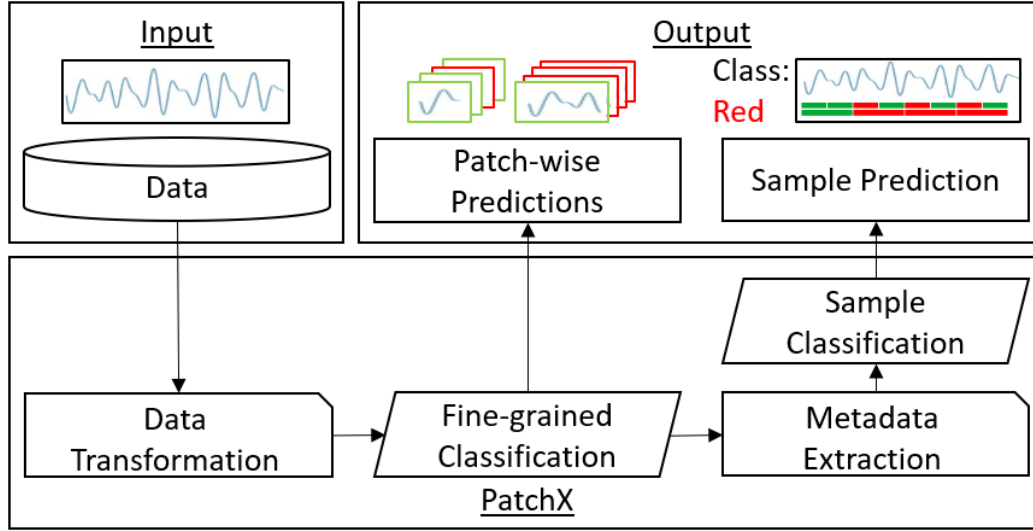 Input
Data
Output
Patch-wise
Predictions
Class:
Red
Sample Prediction
Sample
Classification
Data
Transformation
Fine-grained
Classification
Metadata
Extraction
PatchX